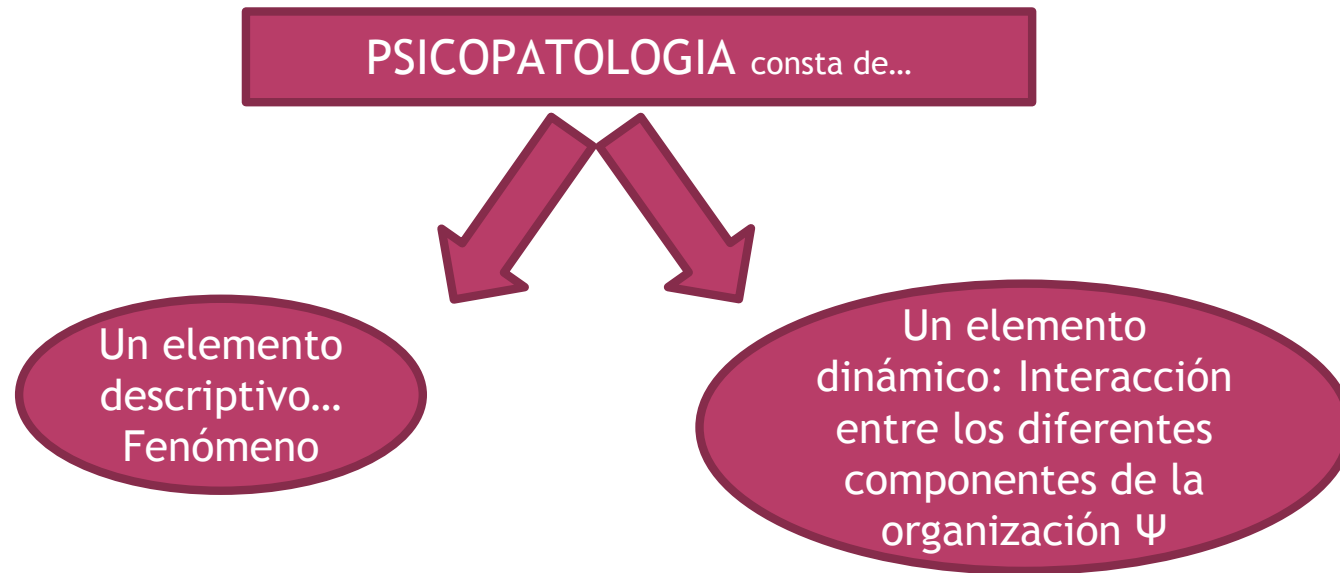 PSICOPATOLOGIA consta de…
Un elemento
descriptivo…
Fenómeno
Un elemento
dinámico: Interacción
entre los diferentes
componentes de la
organización Ψ